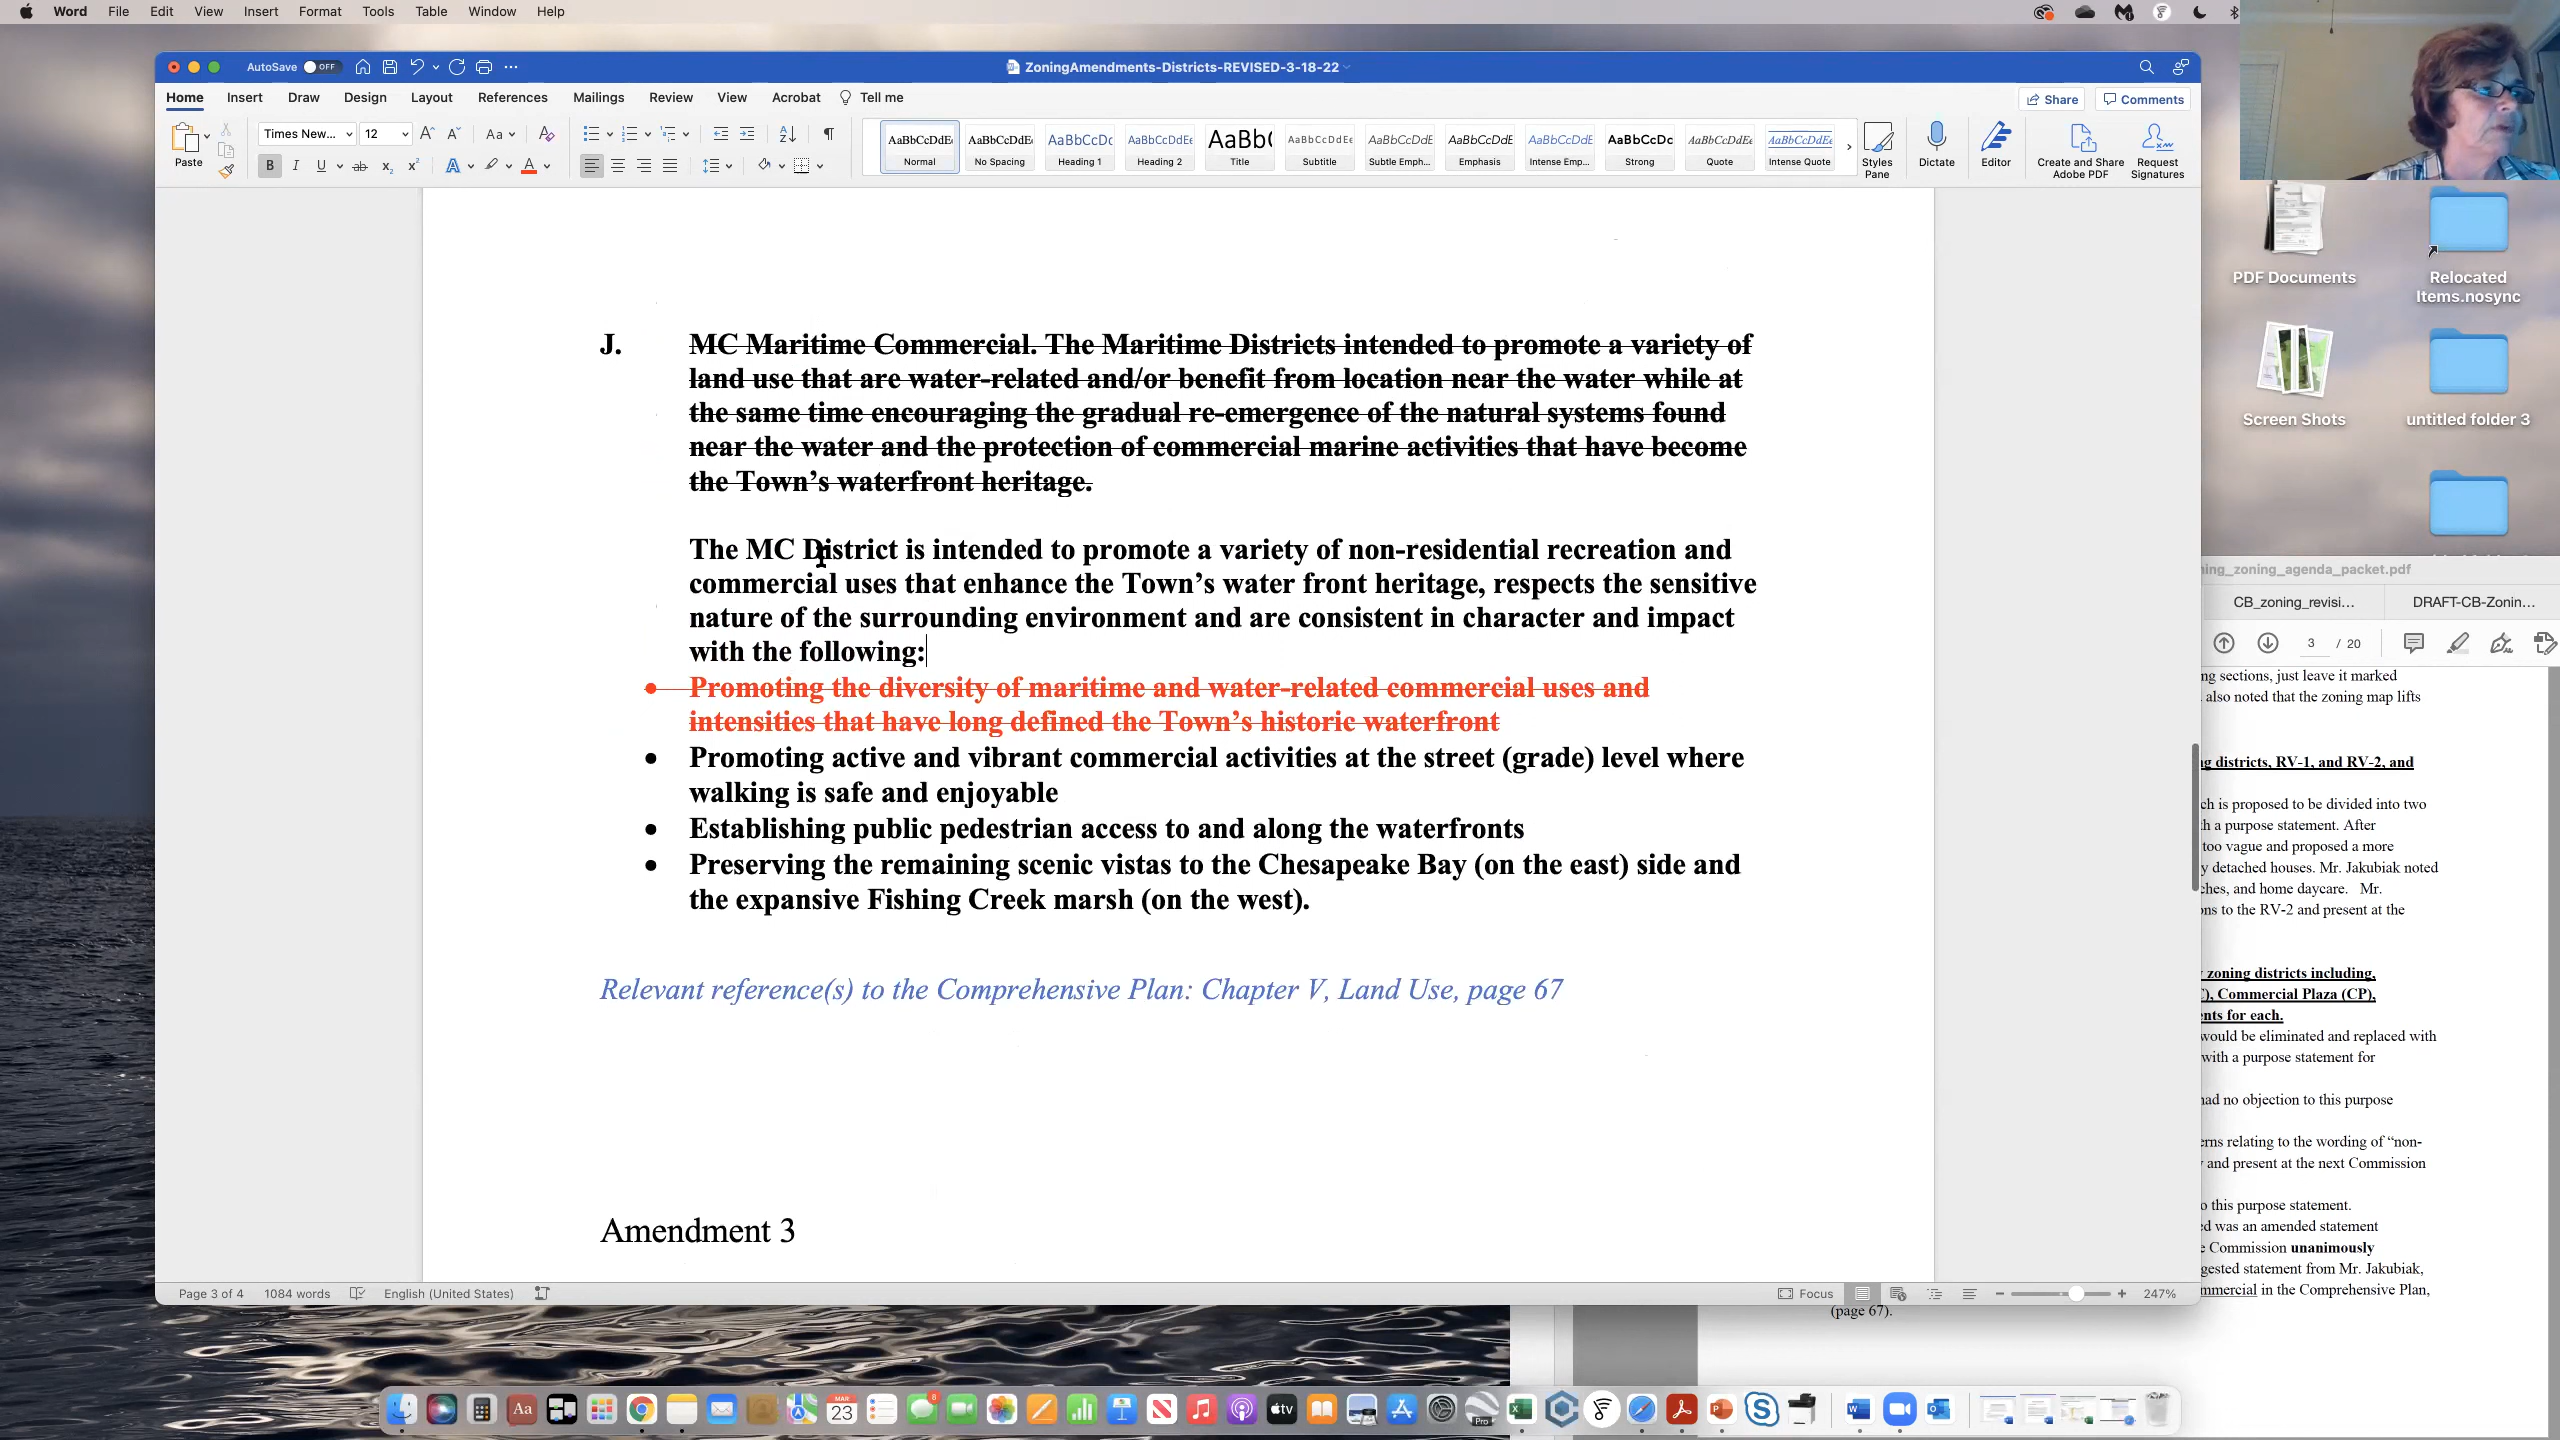 Word File Edit View Insert Format Tools Table Window Help
AutoSave OFF
ZoningAmendments-Districts-REVISED-3-18-22
Home Insert Draw Design Layout References Mailings Review View Acrobat Tell me
Share Comments
Paste
Times New... 12
AaBbCcDdEe AaBbCcDdEe AaBbCcDc AaBbCcDdEe AaBb( AaBbCcDdEe AaBbCcDdE AaBbCcDdE AaBbCcDdE AaBbCcDc AaBbCcDdEe AaBbCcDdEe
Normal No Spacing Heading 1 Heading 2 Title Subtitle Subtle Emph... Emphasis Intense Emp... Strong Quote Intense Quote
Styles Pane
Dictate
Editor
Create and Share Adobe PDF
Request Signatures
J. MC Maritime Commercial. The Maritime Districts intended to promote a variety of
land use that are water-related and/or benefit from location near the water while at
the same time encouraging the gradual re-emergence of the natural systems found
near the water and the protection of commercial marine activities that have become
the Town's waterfront heritage.
The MC District is intended to promote a variety of non-residential recreation and
commercial uses that enhance the Town's water front heritage, respects the sensitive
nature of the surrounding environment and are consistent in character and impact
with the following:
• Promoting the diversity of maritime and water-related commercial uses and
intensities that have long defined the Town's historic waterfront
• Promoting active and vibrant commercial activities at the street (grade) level where
walking is safe and enjoyable
• Establishing public pedestrian access to and along the waterfronts
• Preserving the remaining scenic vistas to the Chesapeake Bay (on the east) side and
the expansive Fishing Creek marsh (on the west).
Relevant reference(s) to the Comprehensive Plan: Chapter V, Land Use, page 67
Amendment 3
Page 3 of 4 1084 words English (United States)
Focus 247%
PDF Documents
Relocated
Items.nosync
Screen Shots
untitled folder 3
ing_zoning_agenda_packet.pdf
CB_zoning_revisi... DRAFT-CB-Zonin...
3 / 20
ng sections, just leave it marked
also noted that the zoning map lifts
g districts, RV-1, and RV-2, and
ch is proposed to be divided into two
th a purpose statement. After
too vague and proposed a more
y detached houses. Mr. Jakubiak noted
ches, and home daycare. Mr.
ons to the RV-2 and present at the
zoning districts including,
), Commercial Plaza (CP),
ents for each.
would be eliminated and replaced with
with a purpose statement for
had no objection to this purpose
erns relating to the wording of "non-
and present at the next Commission
o this purpose statement.
ed was an amended statement
e Commission unanimously
gested statement from Mr. Jakubiak,
mmercial in the Comprehensive Plan,
(page 67).
8
MAR
23
Aa
tv
Pro